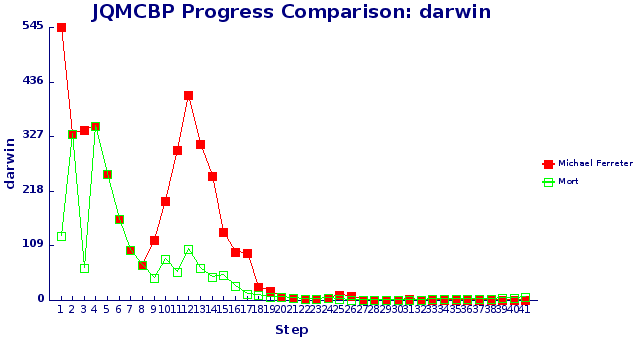 JQMCBP Progress Comparison: darwin
545
436
327
218
109
0
darwin
1 2 3 4 5 6 7 8 9 10 11 12 13 14 15 16 17 18 19 20 21 22 23 24 25 26 27 28 29 30 31 32 33 34 35 36 37 38 39 40 41
Step
Michael Ferreter
Mort